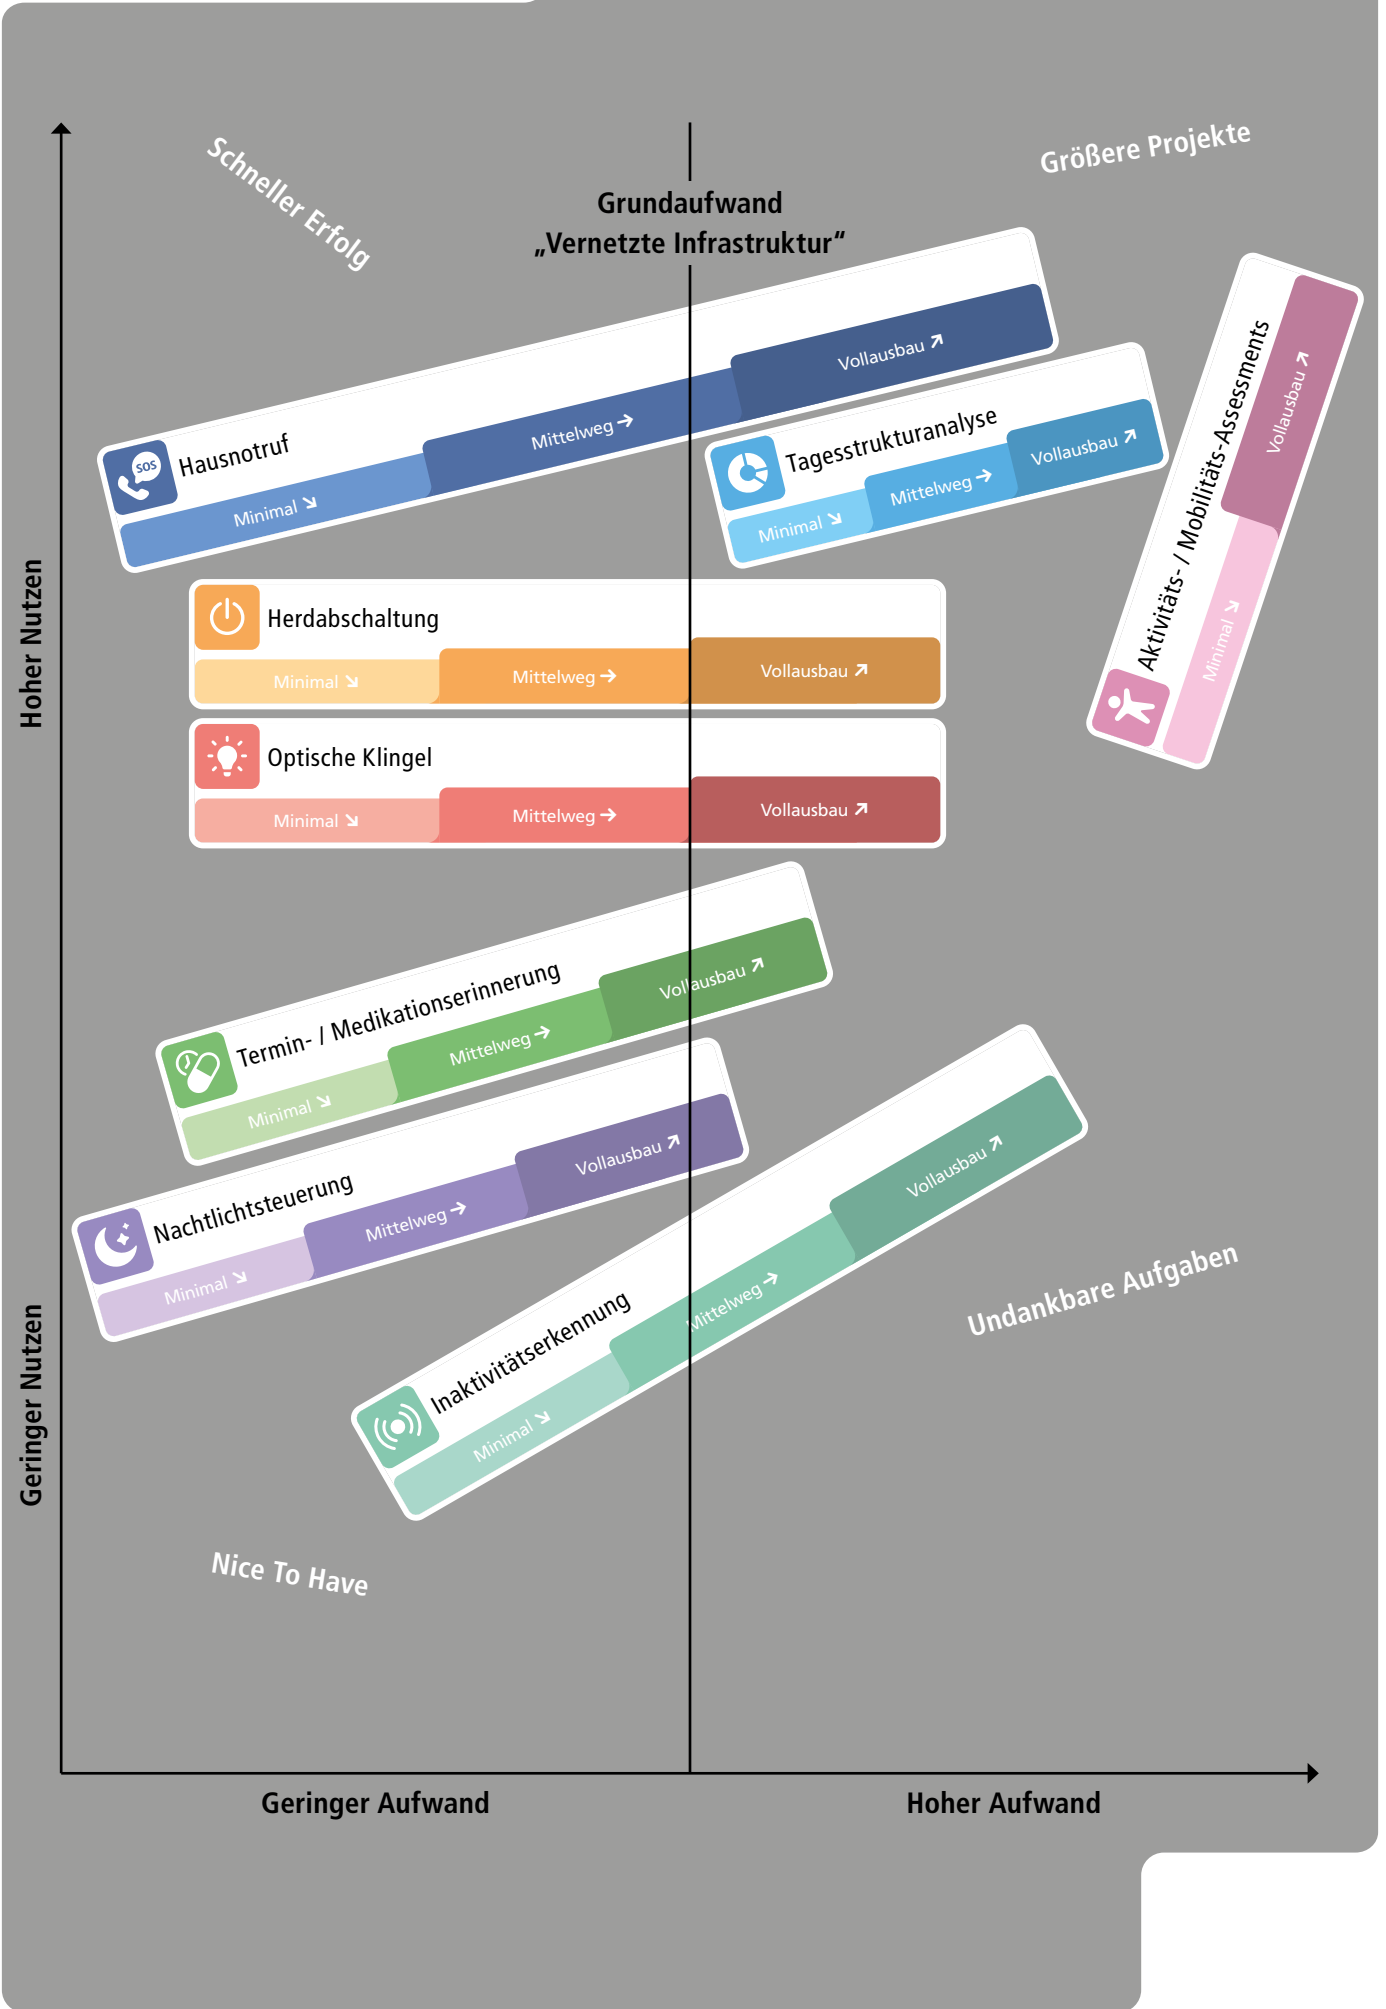 Schneller Erfolg
Größere Projekte
Grundaufwand
„Vernetzte Infrastruktur“
Hoher Nutzen
Geringer Nutzen
SOS
Hausnotruf
Minimal ↘
Mittelweg →
Vollausbau ↗
Tagesstrukturanalyse
Minimal ↘
Mittelweg →
Vollausbau ↗
Aktivitäts- / Mobilitäts-Assessments
Minimal ↘
Vollausbau ↗
Herdabschaltung
Minimal ↘
Mittelweg →
Vollausbau ↗
Optische Klingel
Minimal ↘
Mittelweg →
Vollausbau ↗
Termin- / Medikationserinnerung
Minimal ↘
Mittelweg →
Vollausbau ↗
Nachtlichtsteuerung
Minimal ↘
Mittelweg →
Vollausbau ↗
Inaktivitätserkennung
Minimal ↘
Mittelweg →
Vollausbau ↗
Undankbare Aufgaben
Nice To Have
Geringer Aufwand
Hoher Aufwand